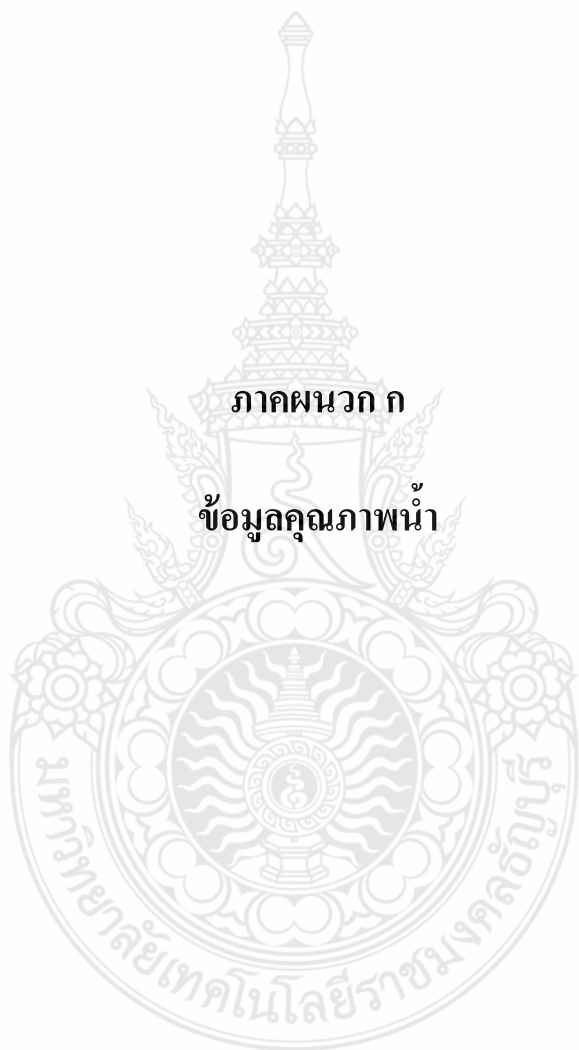 ภาคผนวก ก
ข้อมูลคุณภาพน้ำ
มหาวิทยาลัยเทคโนโลยีราชมงคลธัญบุรี